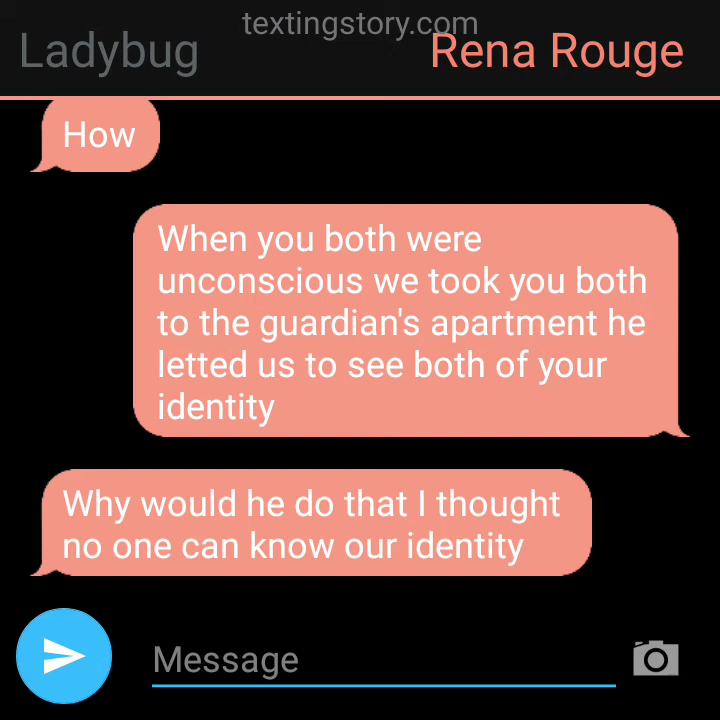 textingstory.com
Ladybug
Rena Rouge
How
When you both were
unconscious we took you both
to the guardian's apartment he
letted us to see both of your
identity
Why would he do that I thought
no one can know our identity
Message